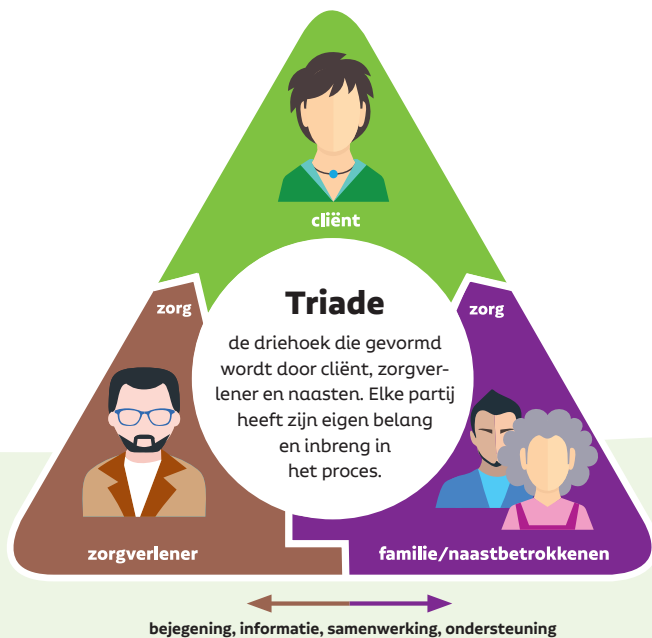 cliënt
zorg
zorg
Triade
de driehoek die gevormd
wordt door cliënt, zorgver-
lener en naasten. Elke partij
heeft zijn eigen belang
en inbreng in
het proces.
zorgverlener
familie/naastbetrokkenen
bejegening, informatie, samenwerking, ondersteuning